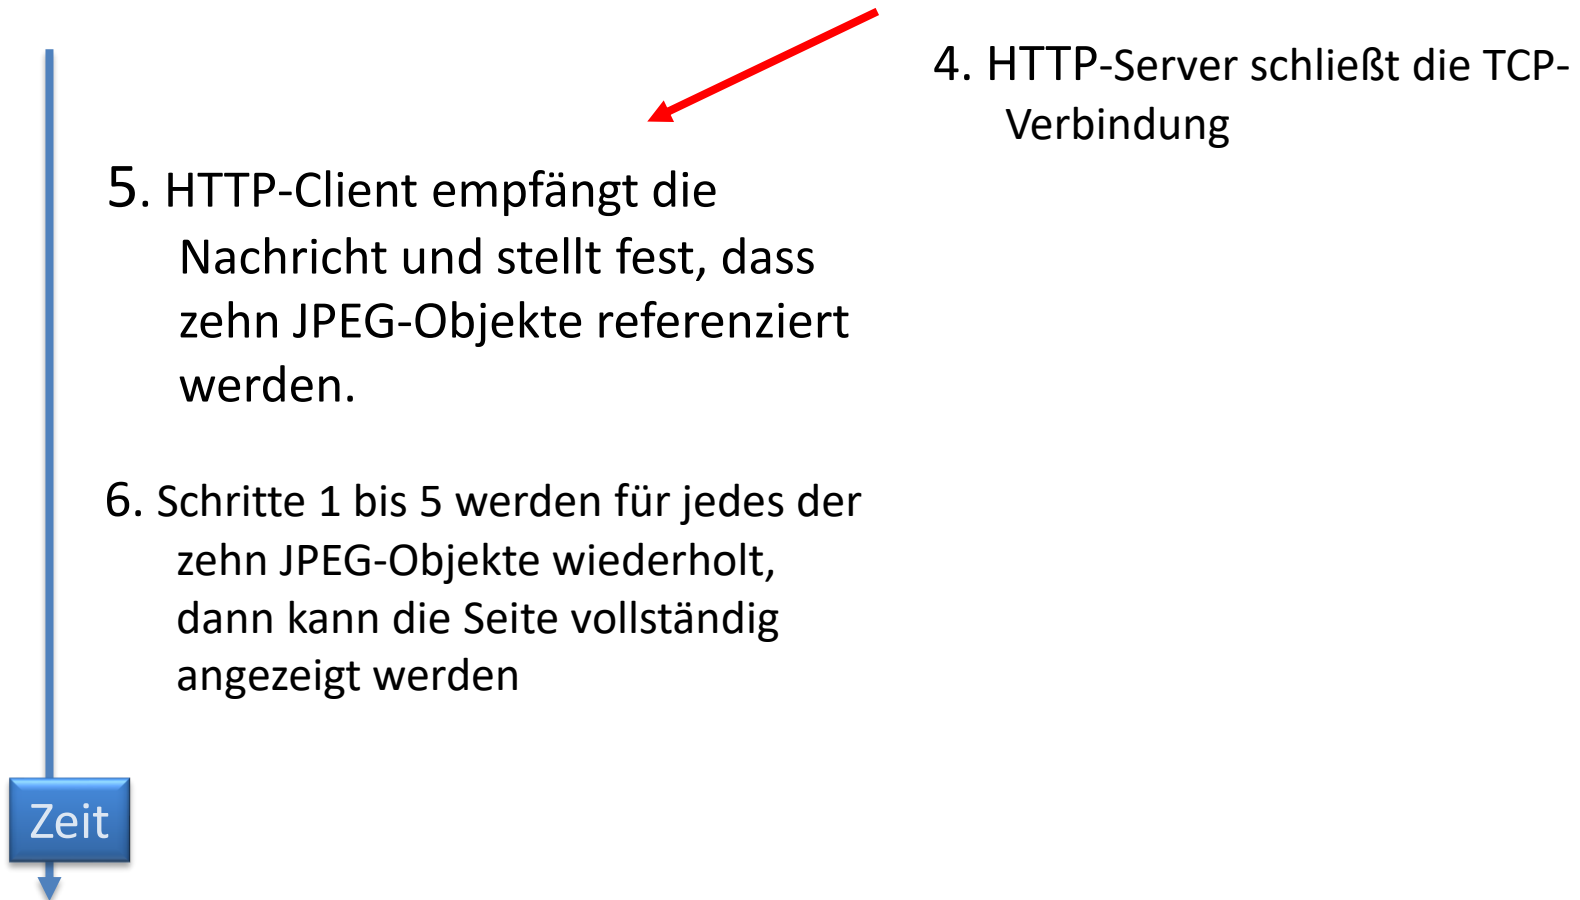 4. HTTP-Server schließt die TCP-
Verbindung
5. HTTP-Client empfängt die
Nachricht und stellt fest, dass
zehn JPEG-Objekte referenziert
werden.
6. Schritte 1 bis 5 werden für jedes der
zehn JPEG-Objekte wiederholt,
dann kann die Seite vollständig
angezeigt werden
Zeit